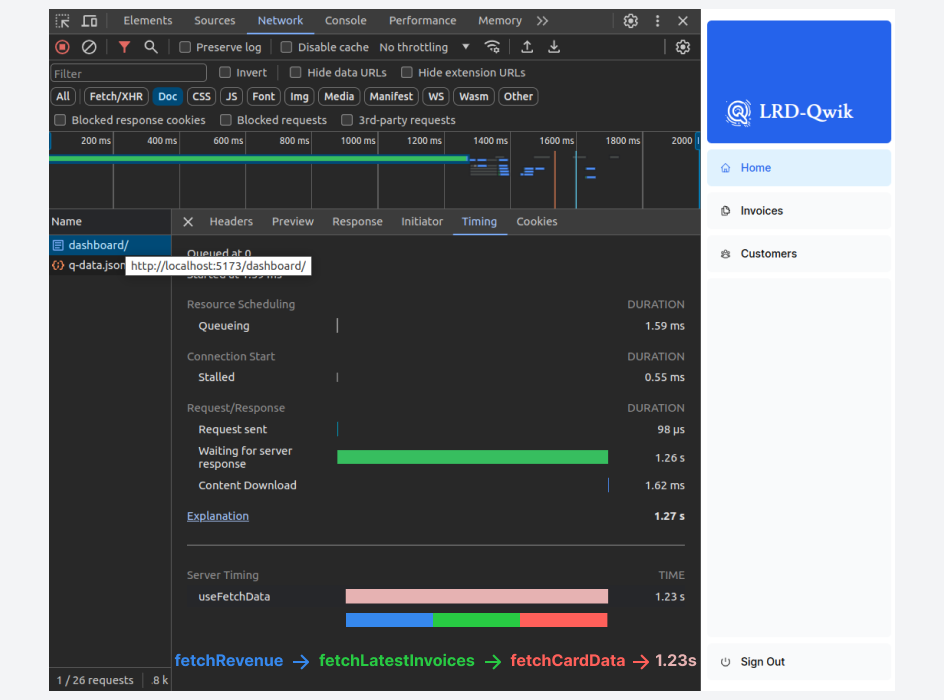 Elements Sources Network Console Performance Memory
Preserve log Disable cache No throttling
Filter Invert Hide data URLs Hide extension URLs
All Fetch/XHR Doc CSS JS Font Img Media Manifest WS Wasm Other
Blocked response cookies Blocked requests 3rd-party requests
200 ms 400 ms 600 ms 800 ms 1000 ms 1200 ms 1400 ms 1600 ms 1800 ms 2000
Name Headers Preview Response Initiator Timing Cookies
dashboard/
q-data.json
http://localhost:5173/dashboard/
Queued at 0
Started at 1.59 ms
Resource Scheduling DURATION
Queueing 1.59 ms
Connection Start DURATION
Stalled 0.55 ms
Request/Response DURATION
Request sent 98 μs
Waiting for server
response 1.26 s
Content Download 1.62 ms
Explanation 1.27 s
Server Timing TIME
useFetchData 1.23 s
fetchRevenue → fetchLatestInvoices → fetchCardData → 1.23s
1 / 26 requests .8 k
LRD-Qwik
Home
Invoices
Customers
Sign Out